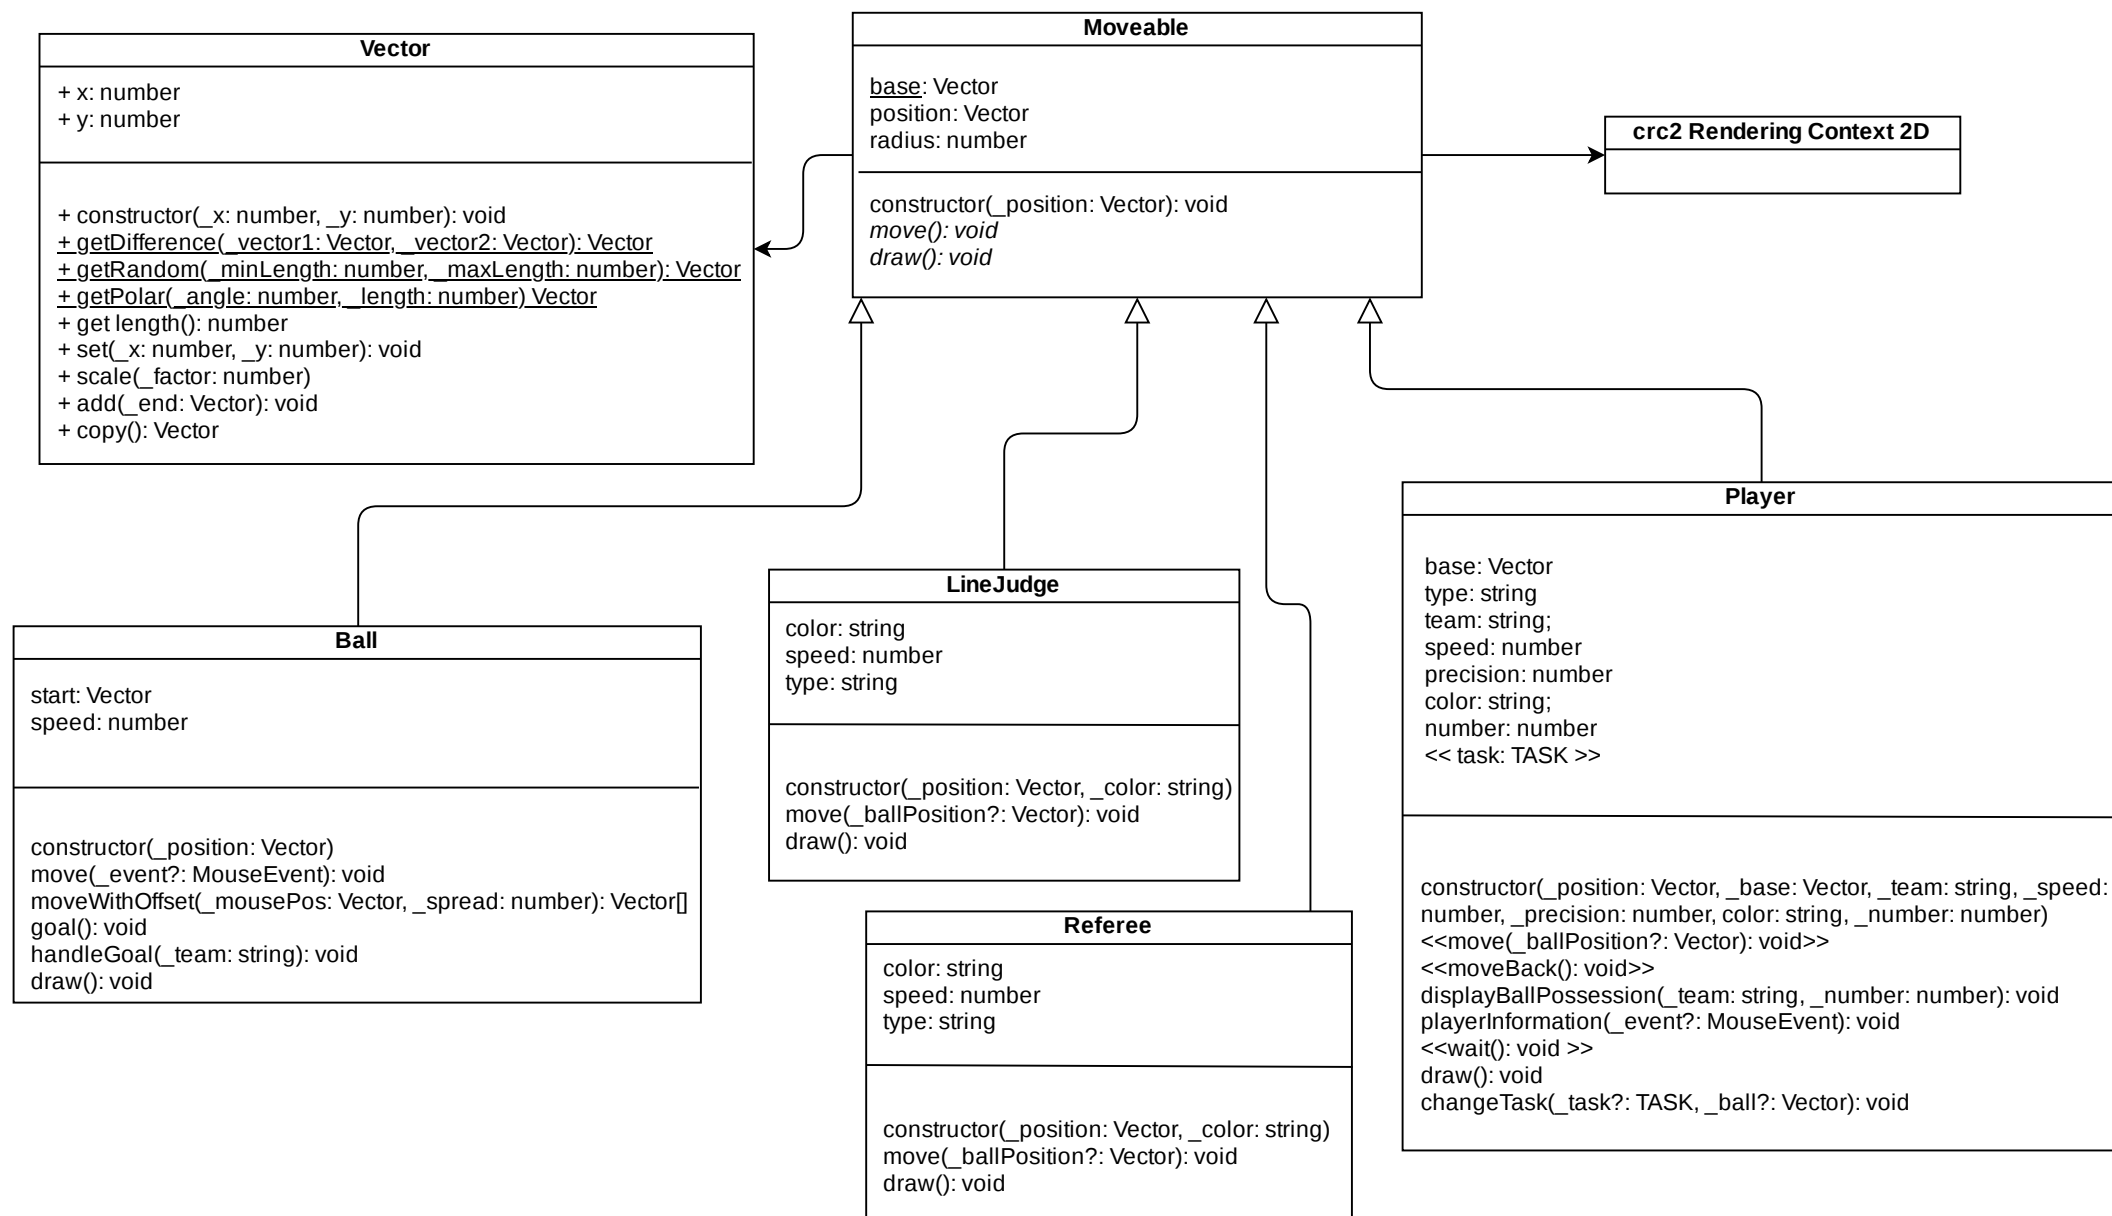 Vector
+ x: number
+ y: number
+ constructor(_x: number, _y: number): void
+ getDifference(_vector1: Vector,_vector2: Vector): Vector
+ getRandom(_minLength: number,_maxLength: number): Vector
+ getPolar(_angle: number,_length: number) Vector
+ get length(): number
+ set(_x: number, _y: number): void
+ scale(_factor: number)
+ add(_end: Vector): void
+ copy(): Vector
Moveable
base: Vector
position: Vector
radius: number
constructor(_position: Vector): void
move(): void
draw(): void
crc2 Rendering Context 2D
Ball
start: Vector
speed: number
constructor(_position: Vector)
move(_event?: MouseEvent): void
moveWithOffset(_mousePos: Vector, _spread: number): Vector[]
goal(): void
handleGoal(_team: string): void
draw(): void
LineJudge
color: string
speed: number
type: string
constructor(_position: Vector, _color: string)
move(_ballPosition?: Vector): void
draw(): void
Referee
color: string
speed: number
type: string
constructor(_position: Vector, _color: string)
move(_ballPosition?: Vector): void
draw(): void
Player
base: Vector
type: string
team: string;
speed: number
precision: number
color: string;
number: number
<< task: TASK >>
constructor(_position: Vector, _base: Vector, _team: string, _speed:
number, _precision: number, color: string, _number: number)
<<move(_ballPosition?: Vector): void>>
<<moveBack(): void>>
displayBallPossession(_team: string, _number: number): void
playerInformation(_event?: MouseEvent): void
<<wait(): void >>
draw(): void
changeTask(_task?: TASK, _ball?: Vector): void